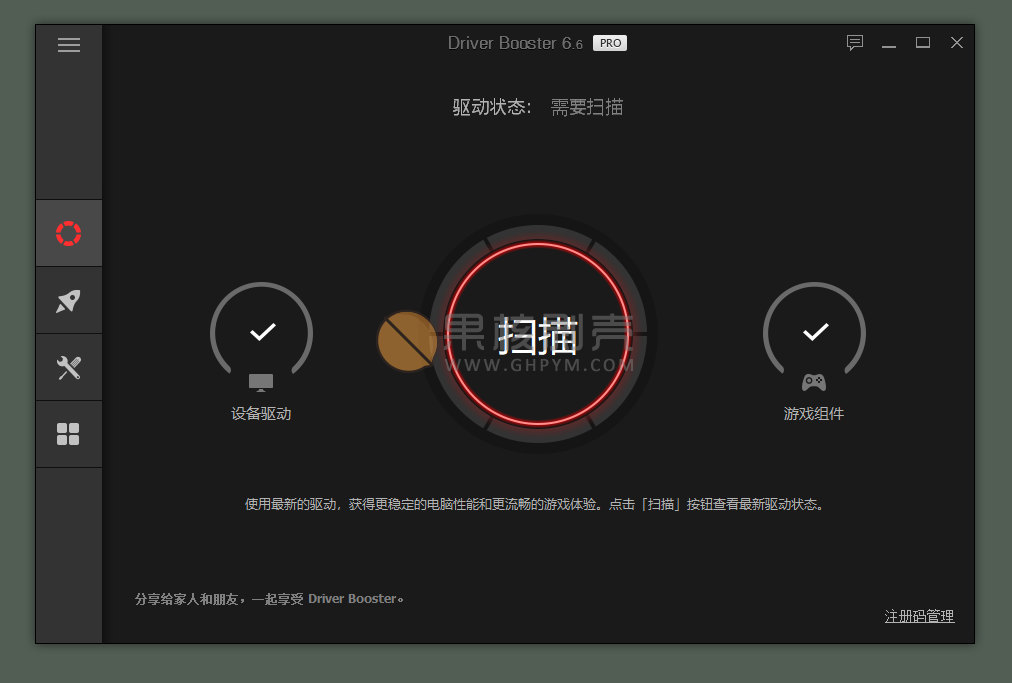 Driver Booster 6.6 PRO
驱动状态： 需要扫描
果核剥壳
扫描
WWW.GHPYM.COM
设备驱动
游戏组件
使用最新的驱动，获得更稳定的电脑性能和更流畅的游戏体验。点击「扫描」按钮查看最新驱动状态。
分享给家人和朋友，一起享受 Driver Booster。
注册码管理